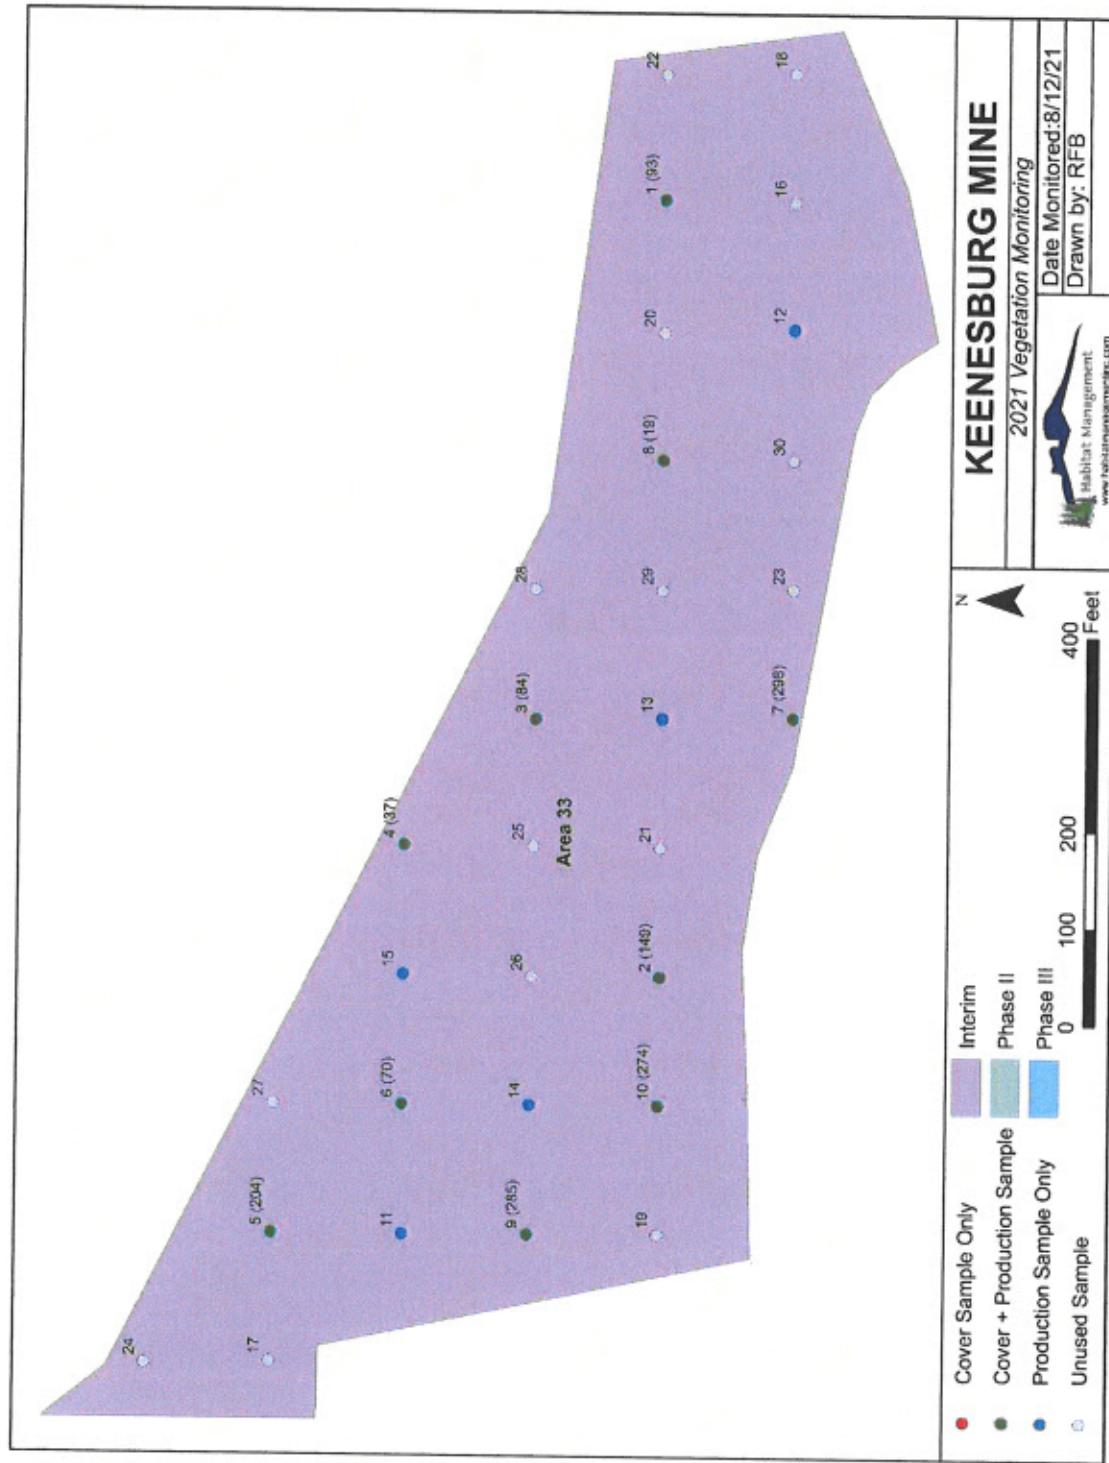 24
17
27
5 (204)
11
9 (285)
19
15
6 (70)
14
10 (274)
4 (37)
26
2 (149)
3 (84)
25
21
Area 33
28
13
7 (298)
29
23
8 (19)
30
20
12
1 (93)
16
22
18
Cover Sample Only
Cover + Production Sample
Production Sample Only
Unused Sample
Interim
Phase II
Phase III
N
0 100 200 400
Feet
KEENESBURG MINE
2021 Vegetation Monitoring
Habitat Management
www.habitatmanagementinc.com
Date Monitored:8/12/21
Drawn by: RFB